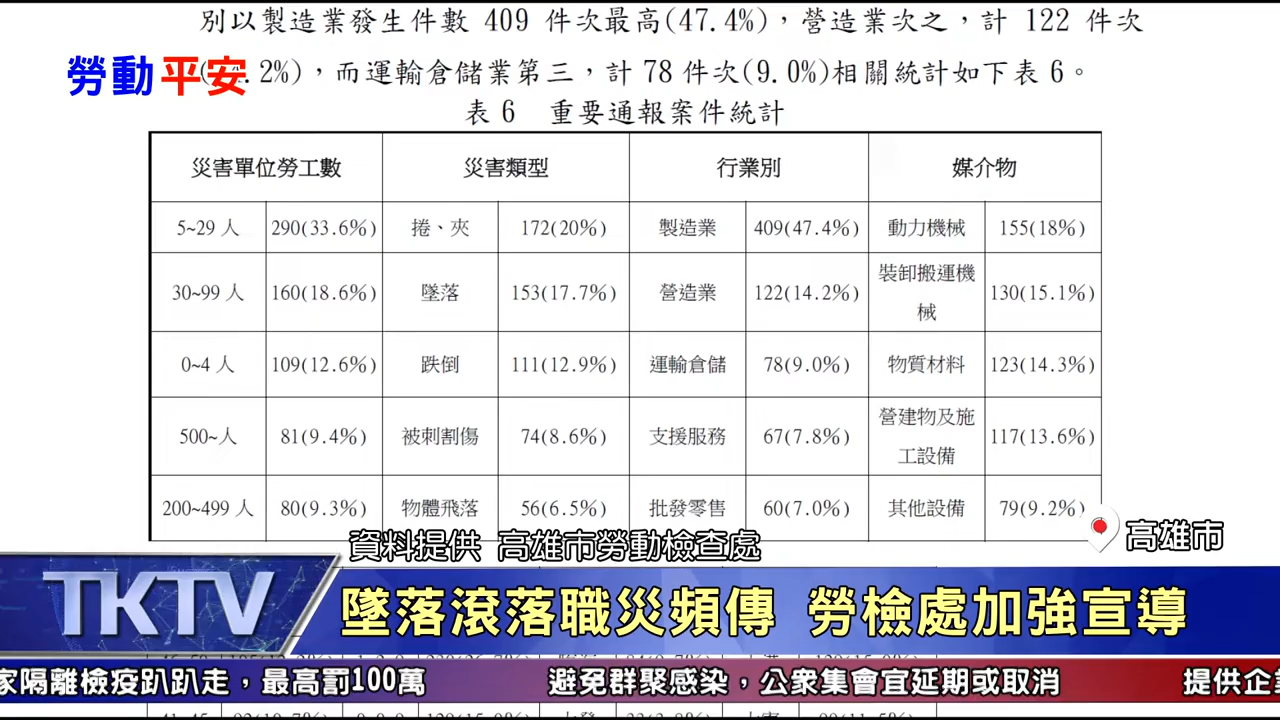 別以製造業發生件數 409 件次最高(47.4%)，營造業次之，計 122 件次
勞動平安
.2%)，而運輸倉儲業第三，計 78 件次(9.0%)相關統計如下表 6。
表 6 重要通報案件統計
災害單位勞工數 災害類型 行業別 媒介物
5~29 人 290(33.6%) 捲、夾 172(20%) 製造業 409(47.4%) 動力機械 155(18%)
30~99 人 160(18.6%) 墜落 153(17.7%) 營造業 122(14.2%) 裝卸搬運機械 130(15.1%)
0~4 人 109(12.6%) 跌倒 111(12.9%) 運輸倉儲 78(9.0%) 物質材料 123(14.3%)
500~人 81(9.4%) 被刺割傷 74(8.6%) 支援服務 67(7.8%) 營建物及施工設備 117(13.6%)
200~499 人 80(9.3%) 物體飛落 56(6.5%) 批發零售 60(7.0%) 其他設備 79(9.2%)
高雄市
資料提供 高雄市勞動檢查處
TKTV
墜落滾落職災頻傳 勞檢處加強宣導
家隔離檢疫趴趴走，最高罰100萬 避免群聚感染，公眾集會宜延期或取消 提供企